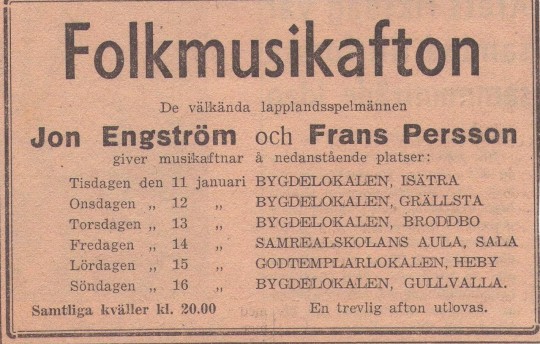 Folkmusikafton
De välkända lapplandsspelmännen
Jon Engström och Frans Persson
giver musikaftnar å nedanstående platser:
Tisdagen den 11 januari BYGDELOKALEN, ISÄTRA
Onsdagen „ 12 „ BYGDELOKALEN, GRÄLLSTA
Torsdagen „ 13 „ BYGDELOKALEN, BRODDBO
Fredagen „ 14 „ SAMREALSKOLANS AULA, SALA
Lördagen „ 15 „ GODTEMPLARLOKALEN, HEBY
Söndagen „ 16 „ BYGDELOKALEN, GULLVALLA.
Samtliga kväller kl. 20.00 En trevlig afton utlovas.